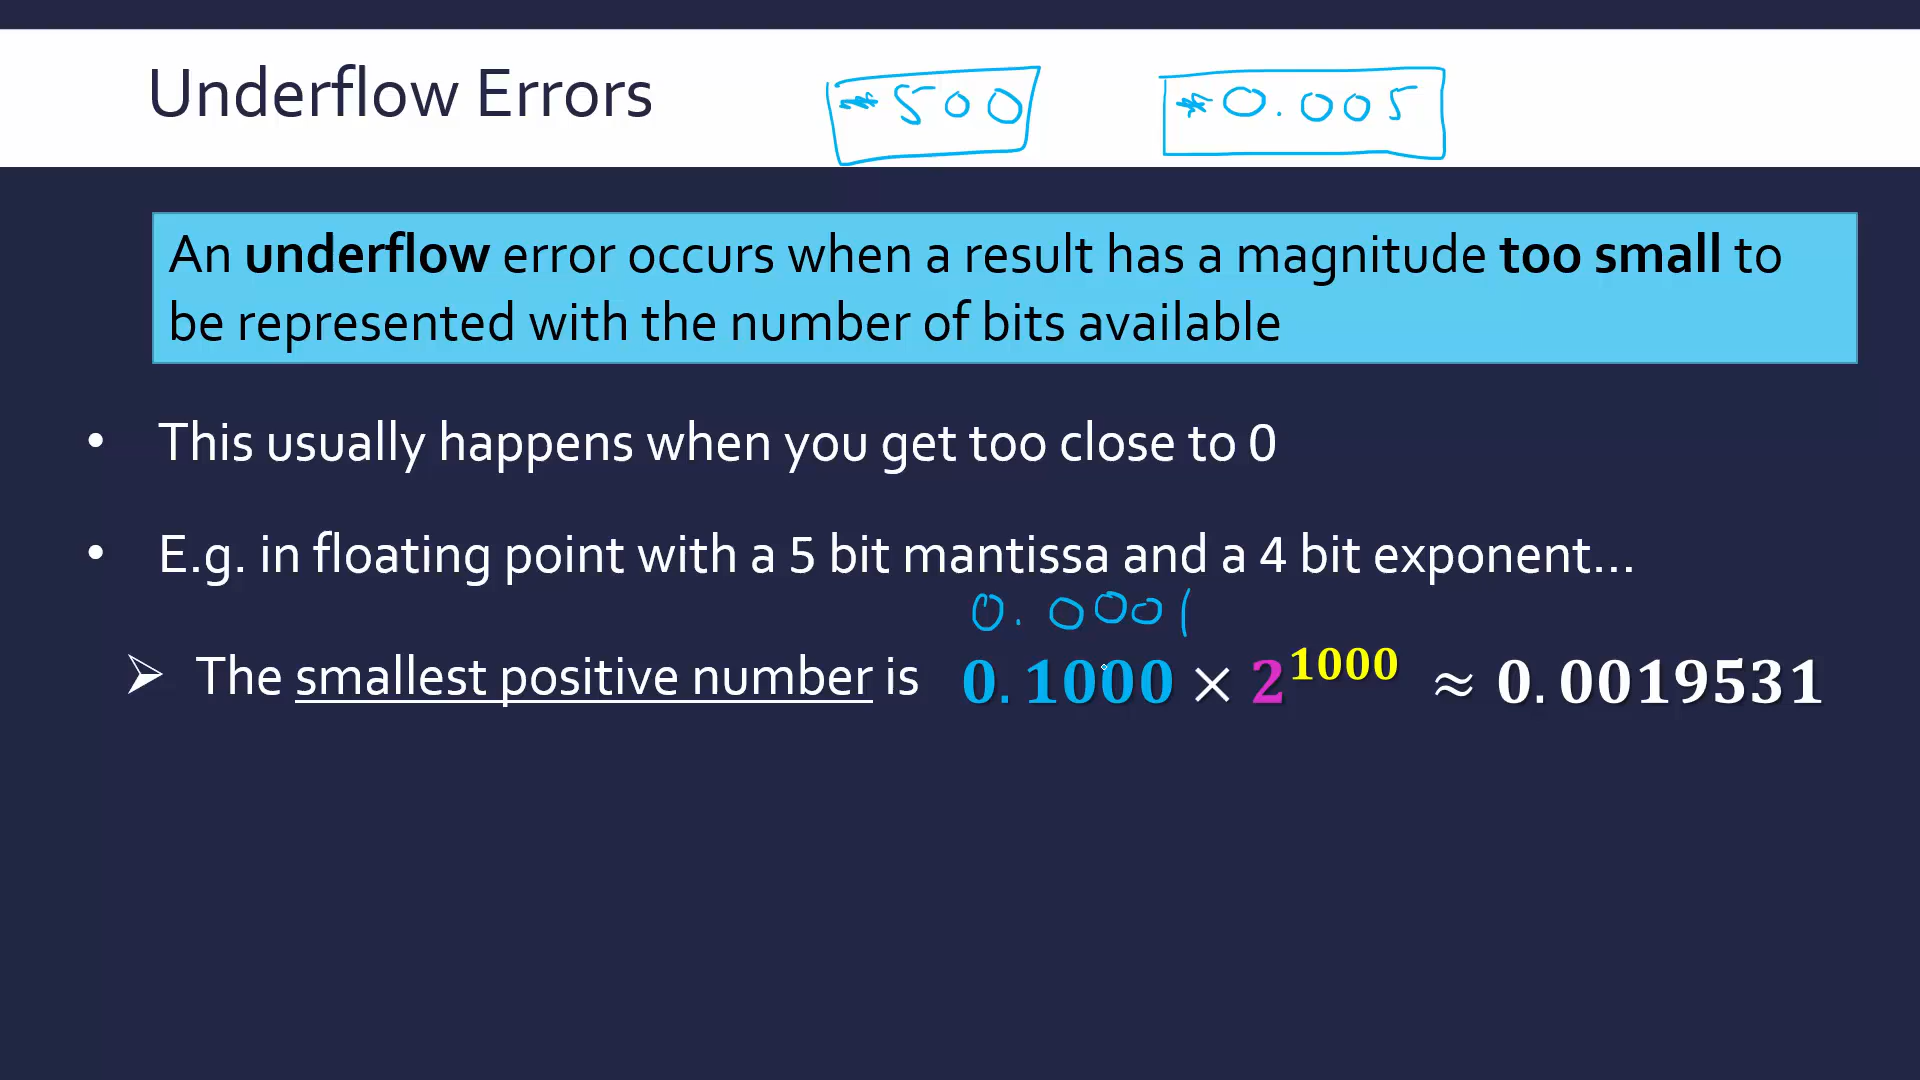 Underflow Errors
*500
*0.005
An underflow error occurs when a result has a magnitude too small to
be represented with the number of bits available
• This usually happens when you get too close to 0
• E.g. in floating point with a 5 bit mantissa and a 4 bit exponent...
0.0001
➢ The smallest positive number is 0.1000 × 2^1000 ≈ 0.0019531